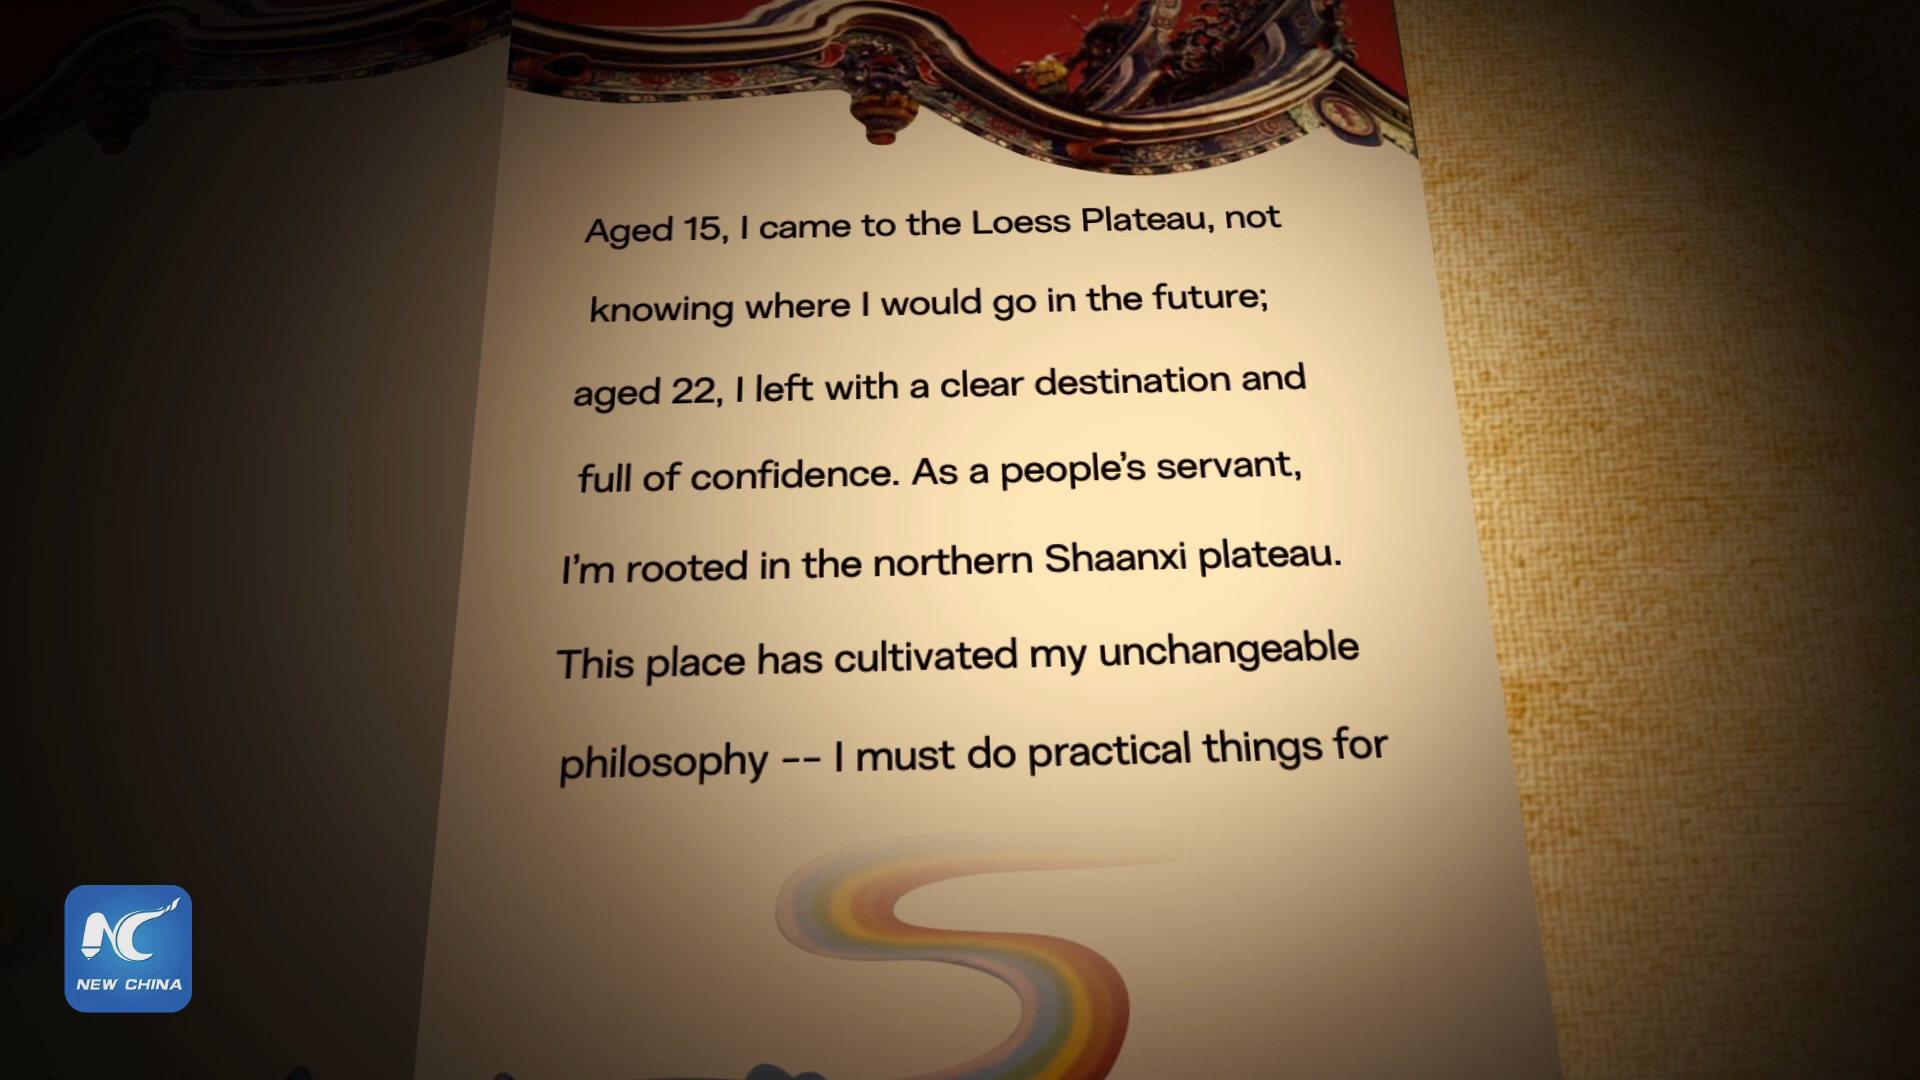 Aged 15, I came to the Loess Plateau, not
knowing where I would go in the future;
aged 22, I left with a clear destination and
full of confidence. As a people's servant,
I'm rooted in the northern Shaanxi plateau.
This place has cultivated my unchangeable
philosophy -- I must do practical things for
NC
NEW CHINA